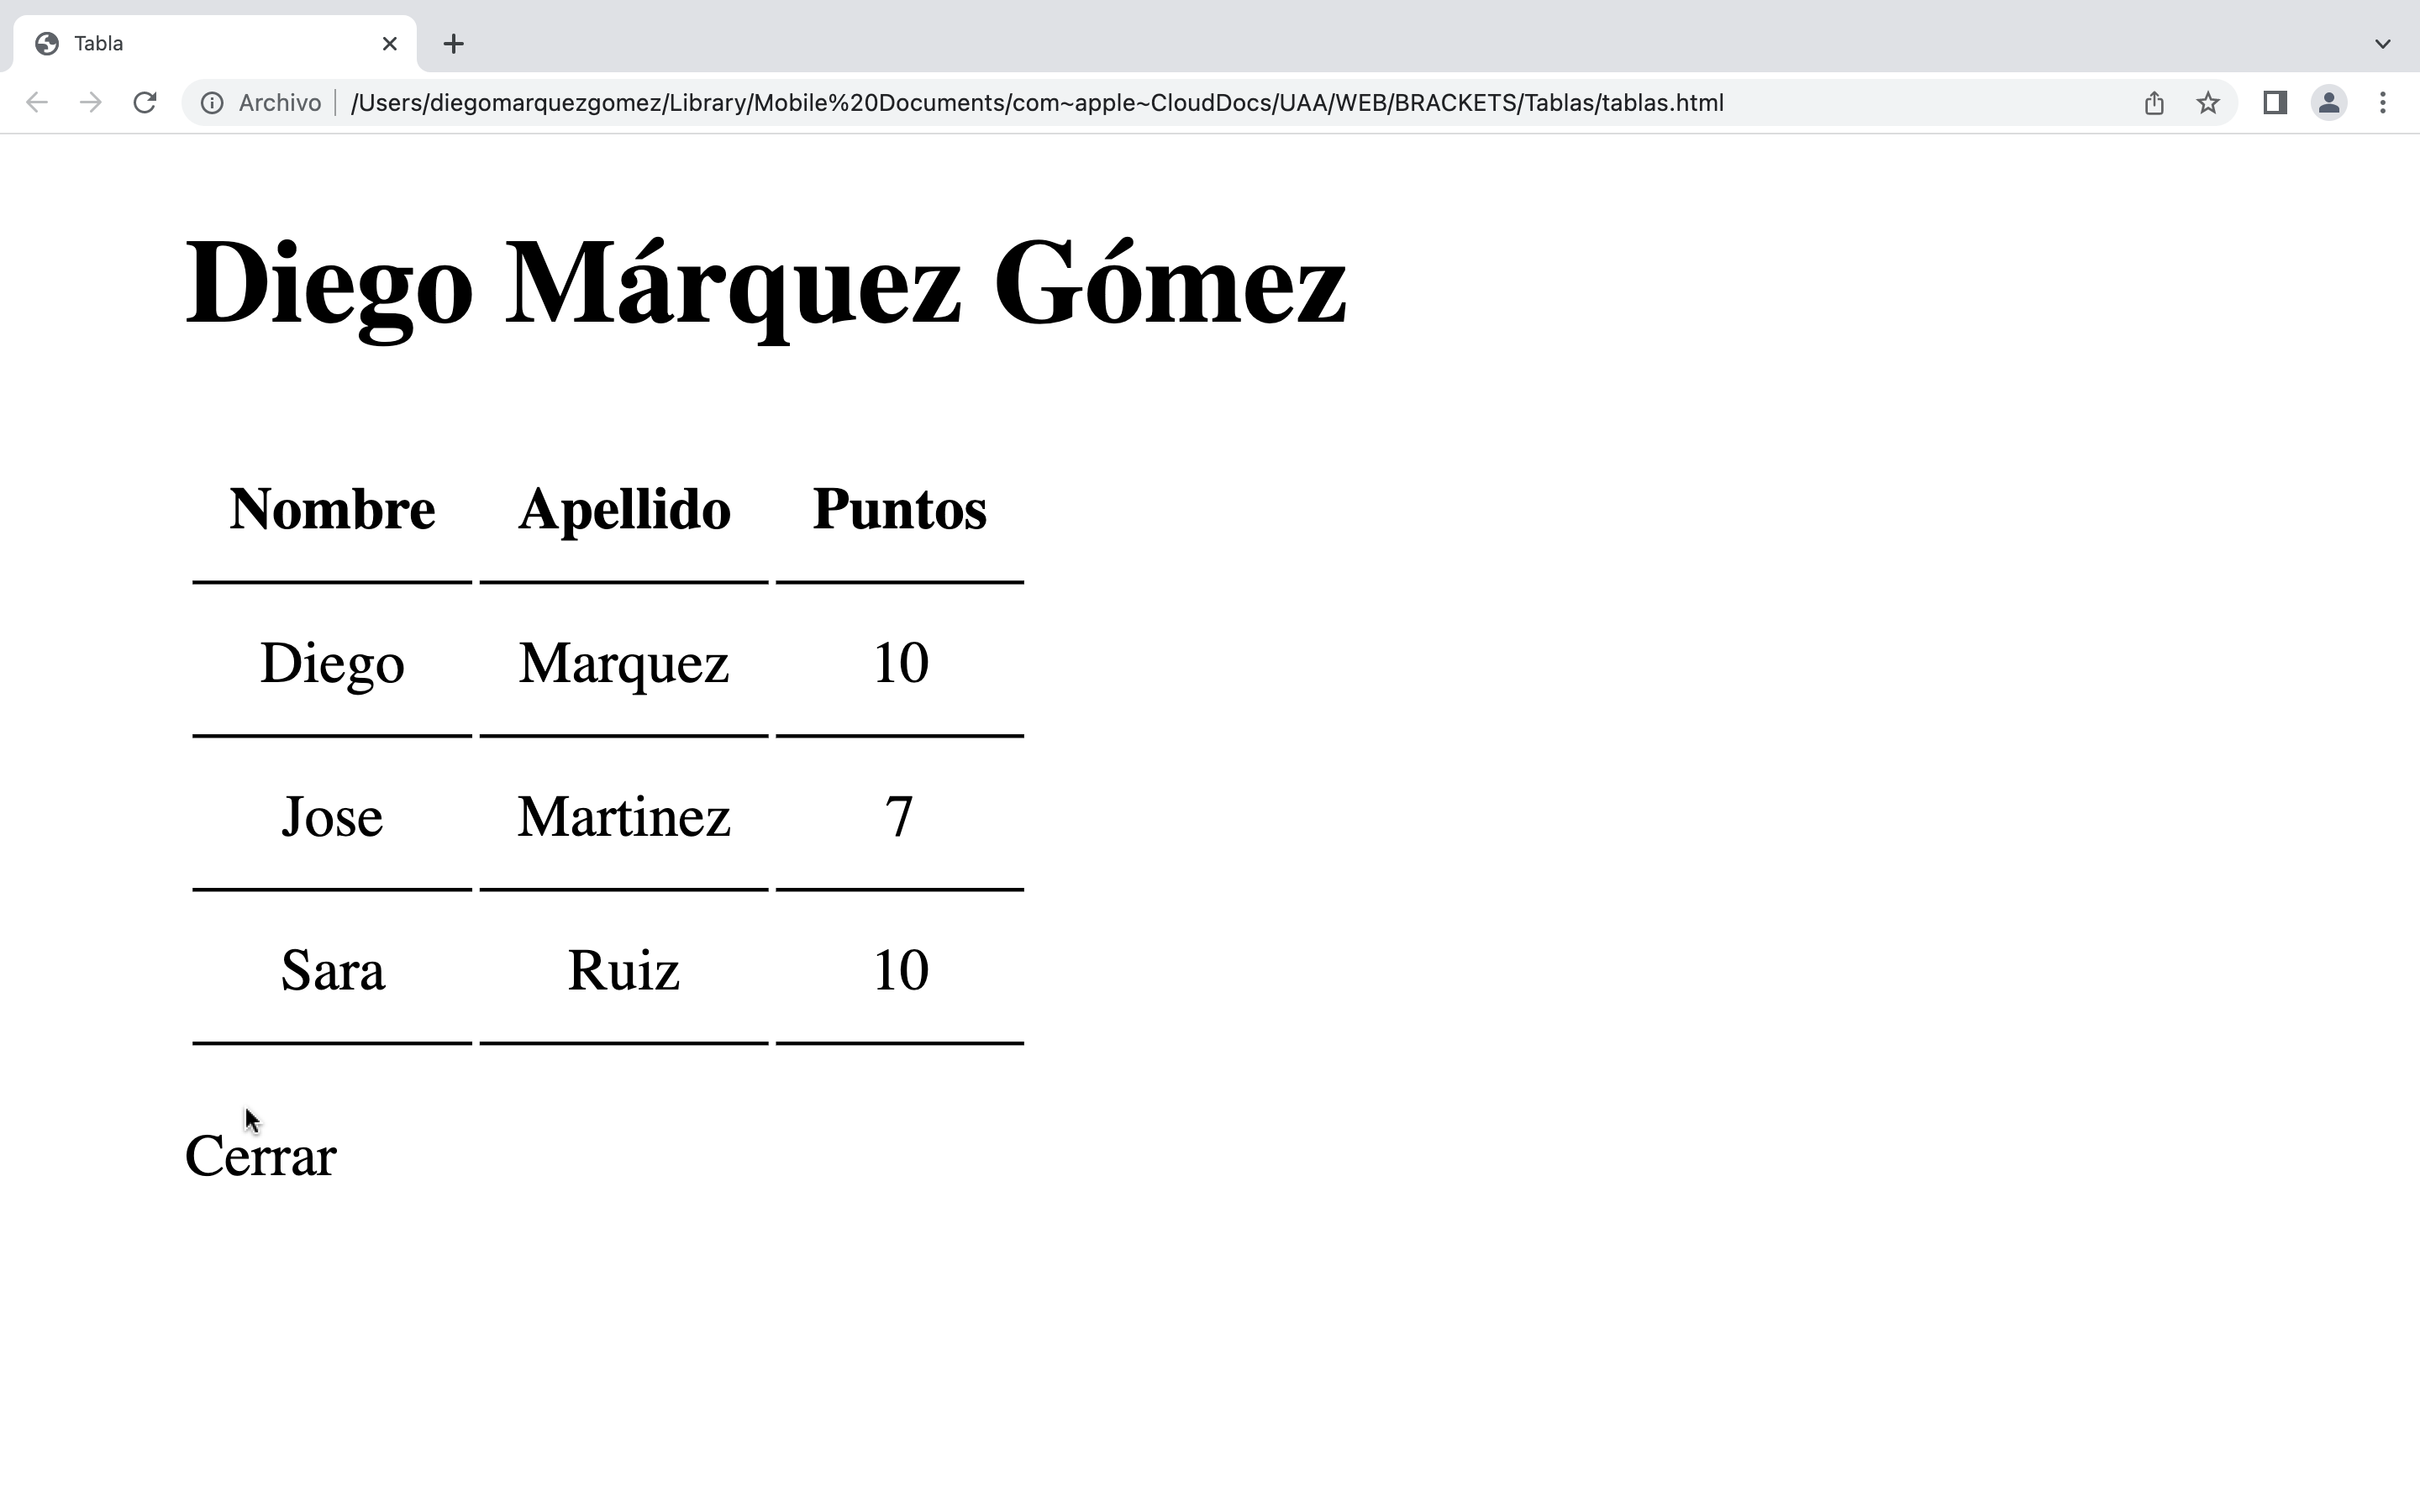 Tabla
Archivo /Users/diegomarquezgomez/Library/Mobile%20Documents/com~apple~CloudDocs/UAA/WEB/BRACKETS/Tablas/tablas.html
Diego Márquez Gómez
Nombre Apellido Puntos
Diego Marquez 10
Jose Martinez 7
Sara Ruiz 10
Cerrar